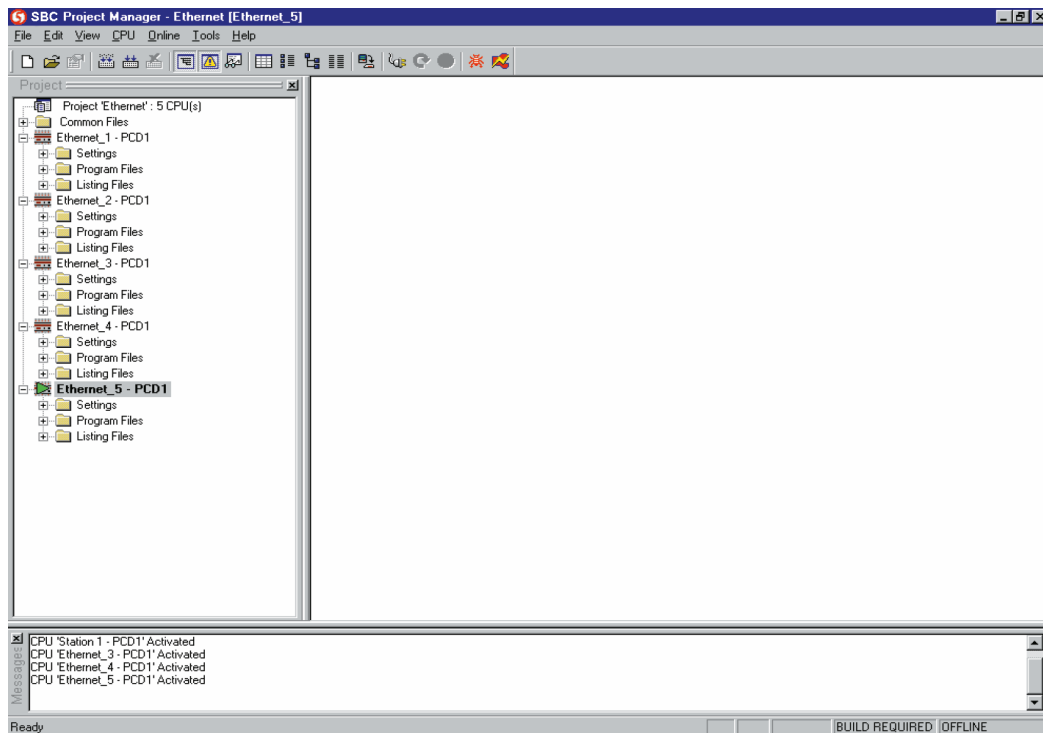 SBC Project Manager - Ethernet [Ethernet_5]
File Edit View CPU Online Tools Help
Project
Project 'Ethernet' : 5 CPU(s)
Common Files
Ethernet_1 - PCD1
Settings
Program Files
Listing Files
Ethernet_2 - PCD1
Settings
Program Files
Listing Files
Ethernet_3 - PCD1
Settings
Program Files
Listing Files
Ethernet_4 - PCD1
Settings
Program Files
Listing Files
Ethernet_5 - PCD1
Settings
Program Files
Listing Files
Messages
CPU 'Station 1 - PCD1' Activated
CPU 'Ethernet_3 - PCD1' Activated
CPU 'Ethernet_4 - PCD1' Activated
CPU 'Ethernet_5 - PCD1' Activated
Ready BUILD REQUIRED OFFLINE